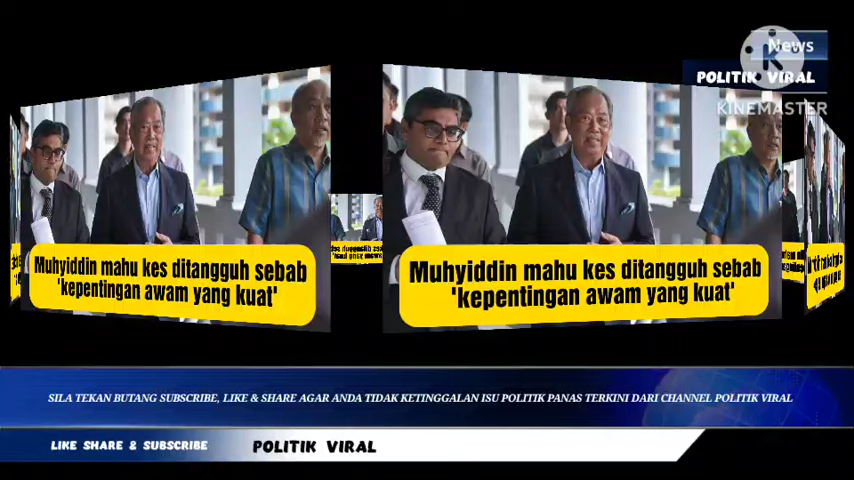 News
POLITIK VIRAL
KINEMASTER
Muhyiddin mahu kes ditangguh sebab
'kepentingan awam yang kuat'
Muhyiddin mahu kes ditangguh sebab
'kepentingan awam yang kuat'
SILA TEKAN BUTANG SUBSCRIBE, LIKE & SHARE AGAR ANDA TIDAK KETINGGALAN ISU POLITIK PANAS TERKINI DARI CHANNEL POLITIK VIRAL
LIKE SHARE & SUBSCRIBE
POLITIK VIRAL